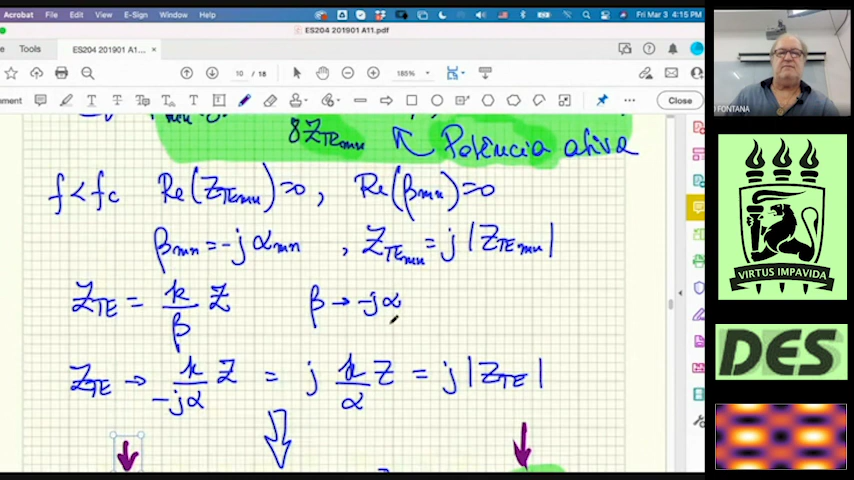 Acrobat File Edit View E-Sign Window Help Fri Mar 3 4:15 PM
ES204 201901 A11.pdf
Tools ES204 201901 A1... ×
10 / 18 185%
Close
8Z_TEmn
Potência ativa
f < fc Re(Z_TEmn)=0, Re(β_mn)=0
β_mn = -j α_mn , Z_TEmn = j |Z_TEmn|
Z_TE = k/β Z β → -jα
Z_TE → k/-jα Z = j k/α Z = j |Z_TE|
FONTANA
VIRTUS IMPAVIDA
DES